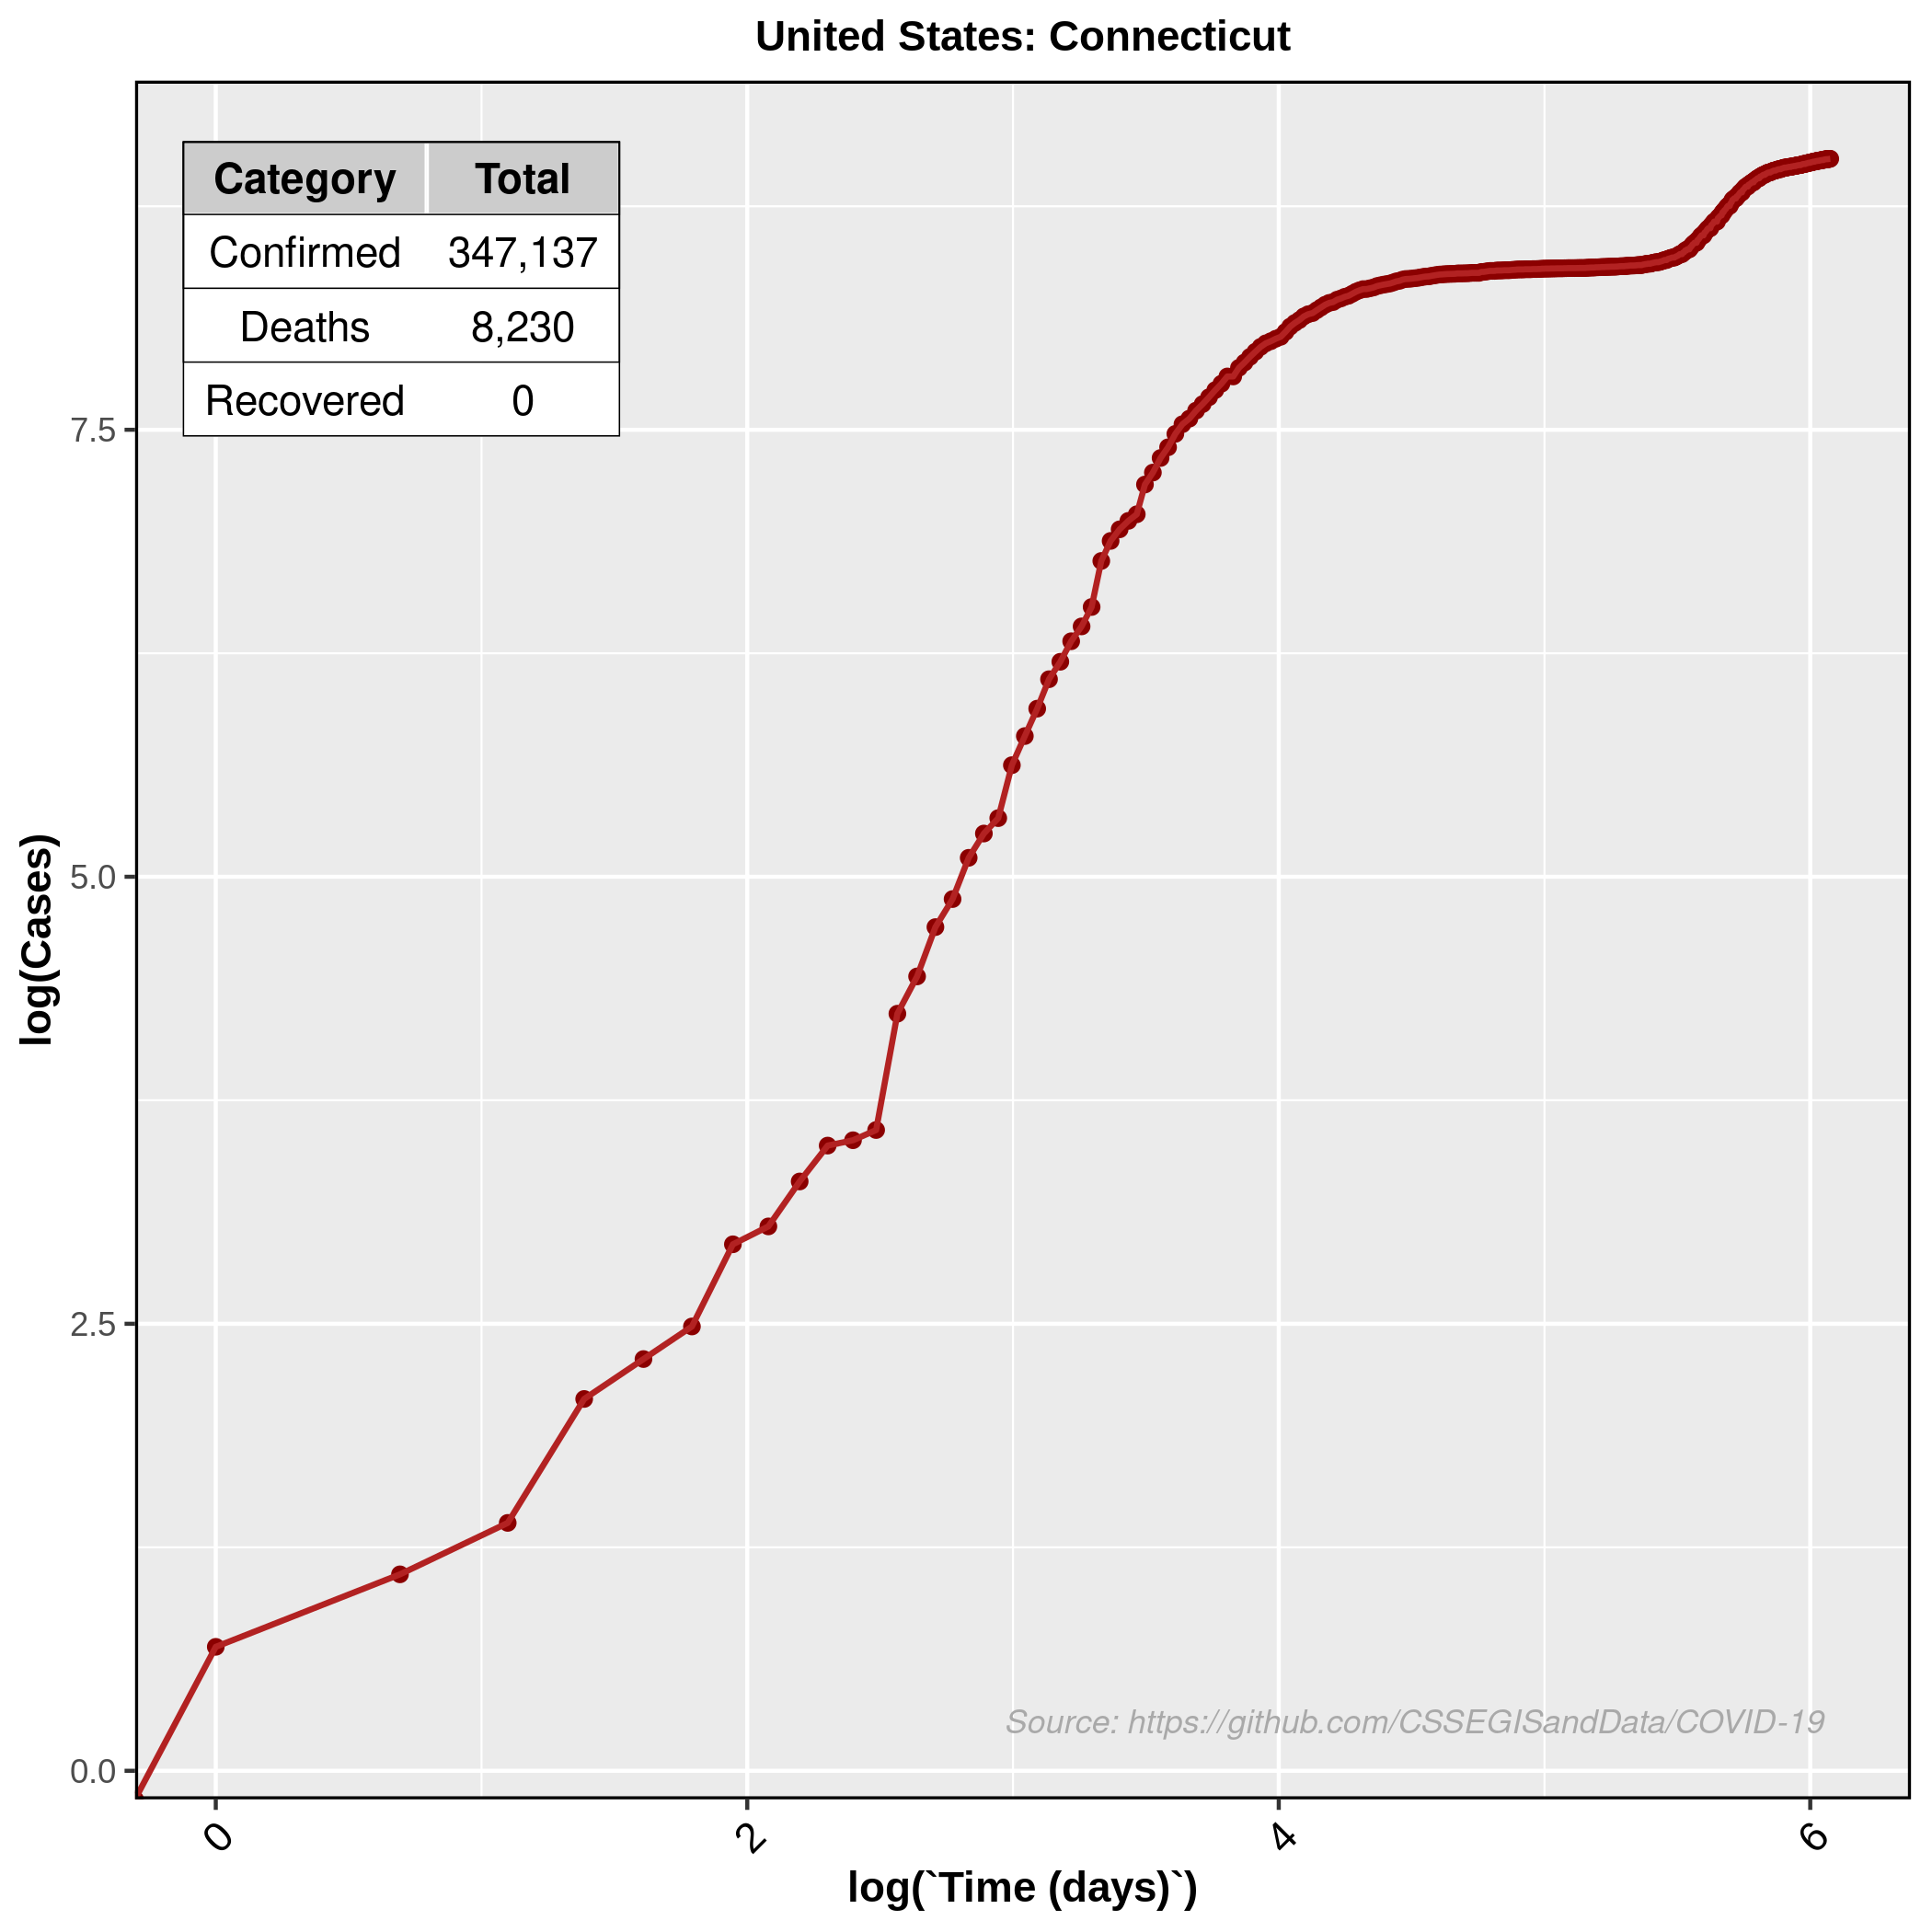 United States: Connecticut
Category Total
Confirmed 347,137
Deaths 8,230
Recovered 0
7.5
5.0
2.5
0.0
log(Cases)
Source: https://github.com/CSSEGISandData/COVID-19
0 2 4 6
log(`Time (days)`)